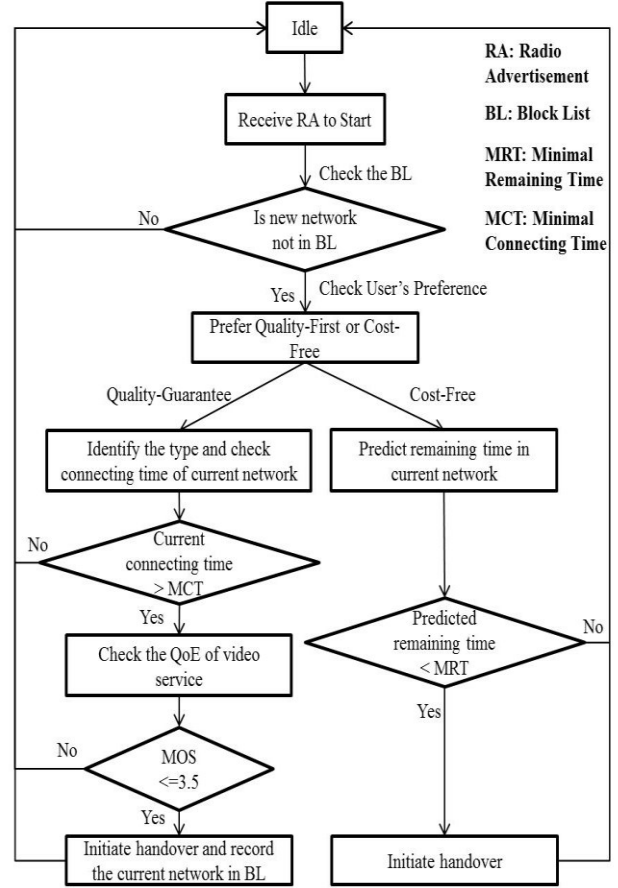 Idle
RA: Radio
Advertisement
BL: Block List
MRT: Minimal
Remaining Time
MCT: Minimal
Connecting Time
Receive RA to Start
Check the BL
No
Is new network
not in BL
Yes
Check User's Preference
Prefer Quality-First or Cost-
Free
Quality-Guarantee
Cost-Free
Identify the type and check
connecting time of current network
Predict remaining time in
current network
No
Current
connecting time
> MCT
Yes
Predicted
remaining time
< MRT
No
Yes
Check the QoE of video
service
No
MOS
<=3.5
Yes
Initiate handover and record
the current network in BL
Initiate handover